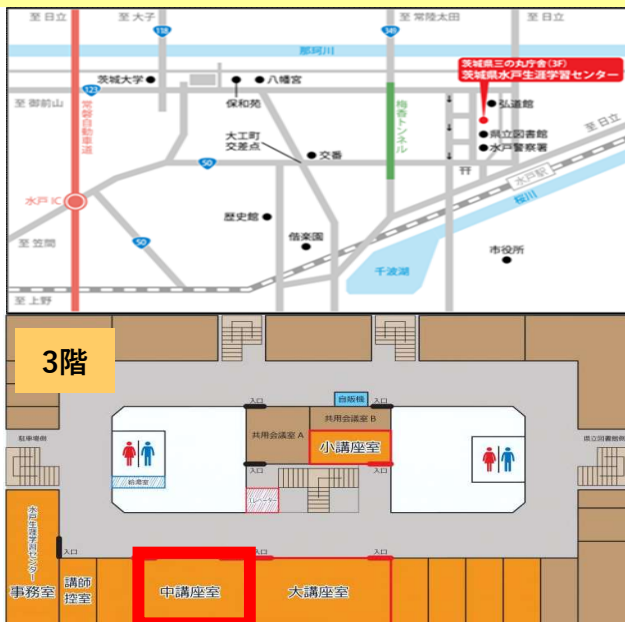 至 日立
至 大子
至 常陸太田
至 日立
118
349
那珂川
茨城県三の丸庁舎(3F)
茨城県水戸生涯学習センター
茨城大学
八幡宮
123
保和苑
弘道館
至 御前山
常磐自動車道
梅香トンネル
大工町
交差点
県立図書館
至 日立
水戸警察署
交番
50
水戸駅
桜川
水戸IC
歴史館
偕楽園
50
市役所
至 笠間
千波湖
至 上野
3階
入口
自販機
入口
共用会議室 A
共用会議室 B
駐車場側
県立図書館側
小講座室
給湯室
入口
入口
エレベーター
水戸生涯学習センター
事務室
入口
入口
入口
講師
控室
中講座室
大講座室